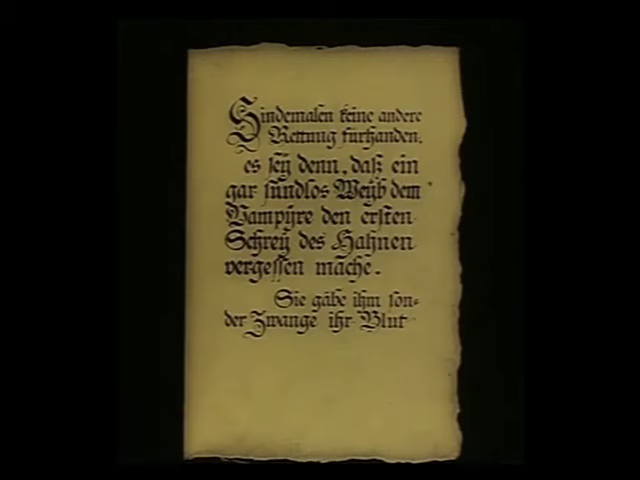 Sindemalen keine andere
Rettung fürhanden,
es sey denn, daß ein
gar sündlos Weyb dem
Vampyre den ersten
Schrey des Hahnen
vergessen mache.
Sie gäbe ihm son-
der Zwange ihr Blut